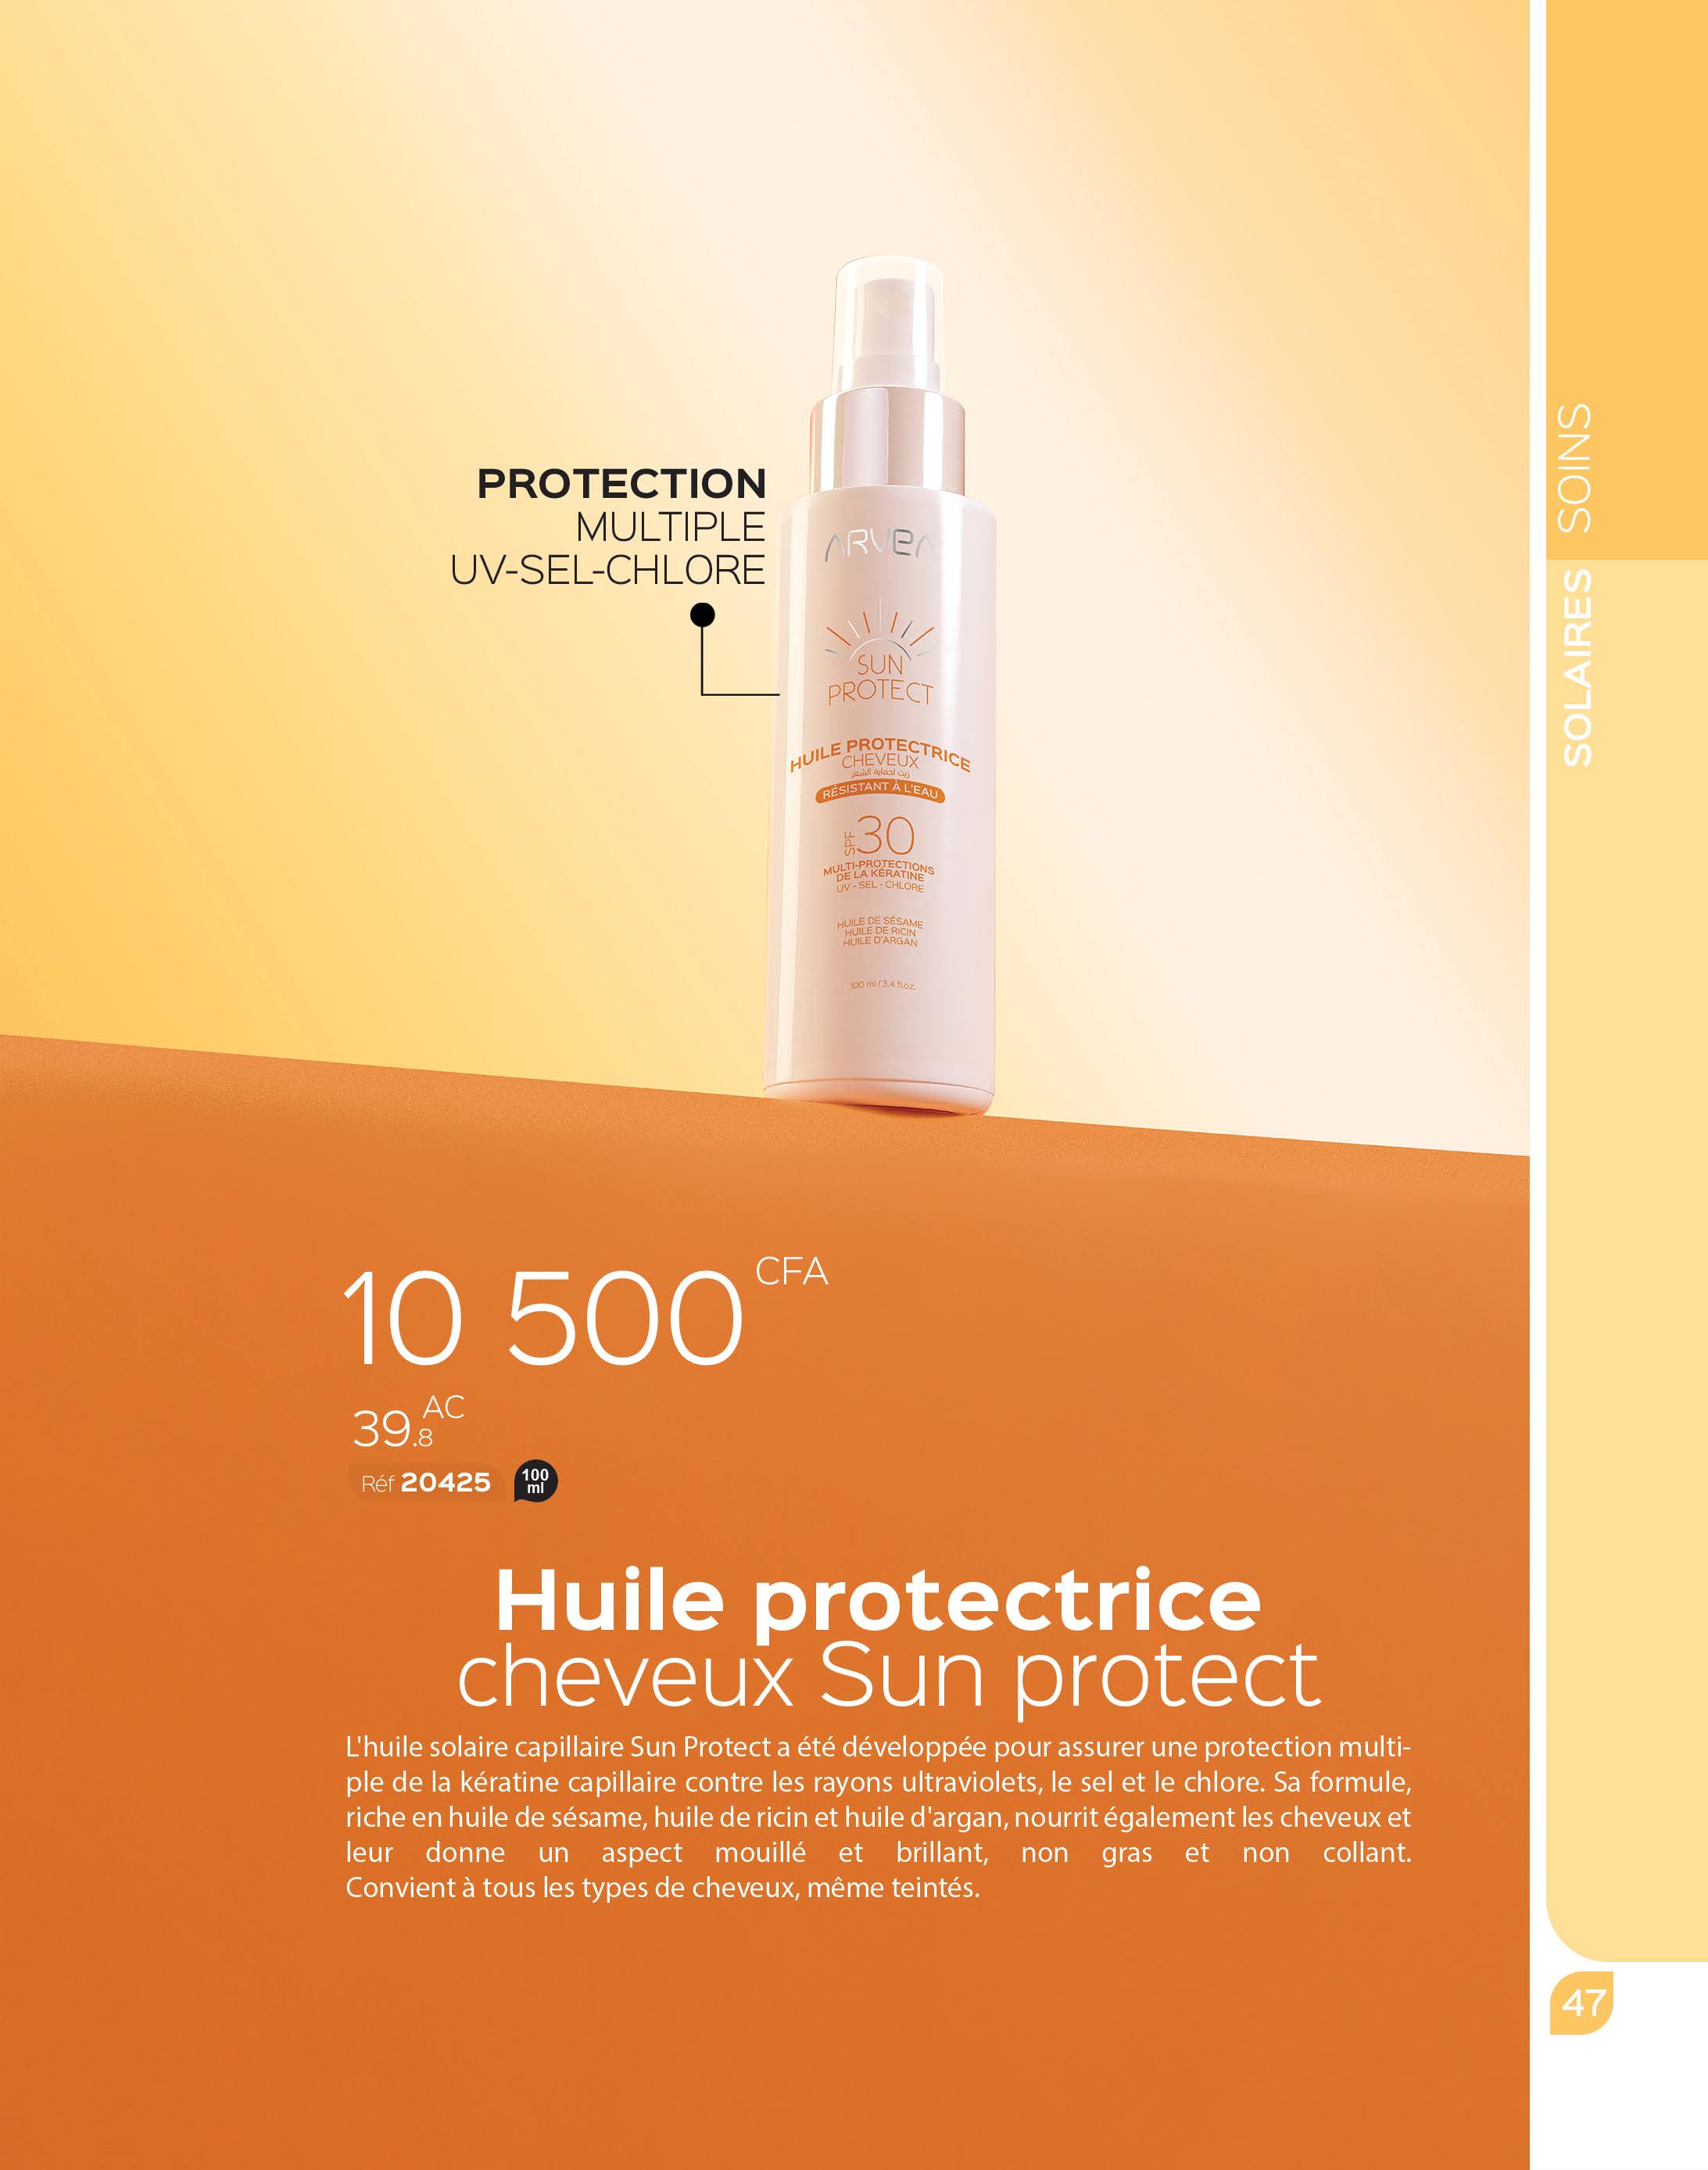 PROTECTION
MULTIPLE
UV-SEL-CHLORE
ARVEA
SUN
PROTECT
HUILE PROTECTRICE
CHEVEUX
زيت لحماية الشعر
RÉSISTANT À L'EAU
SPF 30
MULTI-PROTECTIONS
DE LA KÉRATINE
UV - SEL - CHLORE
HUILE DE SÉSAME
HUILE DE RICIN
HUILE D'ARGAN
100 ml / 3.4 fl.oz.
SOLAIRES SOINS
10 500 CFA
39.8 AC
Réf 20425
100
ml
Huile protectrice
cheveux Sun protect
L'huile solaire capillaire Sun Protect a été développée pour assurer une protection multi-
ple de la kératine capillaire contre les rayons ultraviolets, le sel et le chlore. Sa formule,
riche en huile de sésame, huile de ricin et huile d'argan, nourrit également les cheveux et
leur donne un aspect mouillé et brillant, non gras et non collant.
Convient à tous les types de cheveux, même teintés.
47